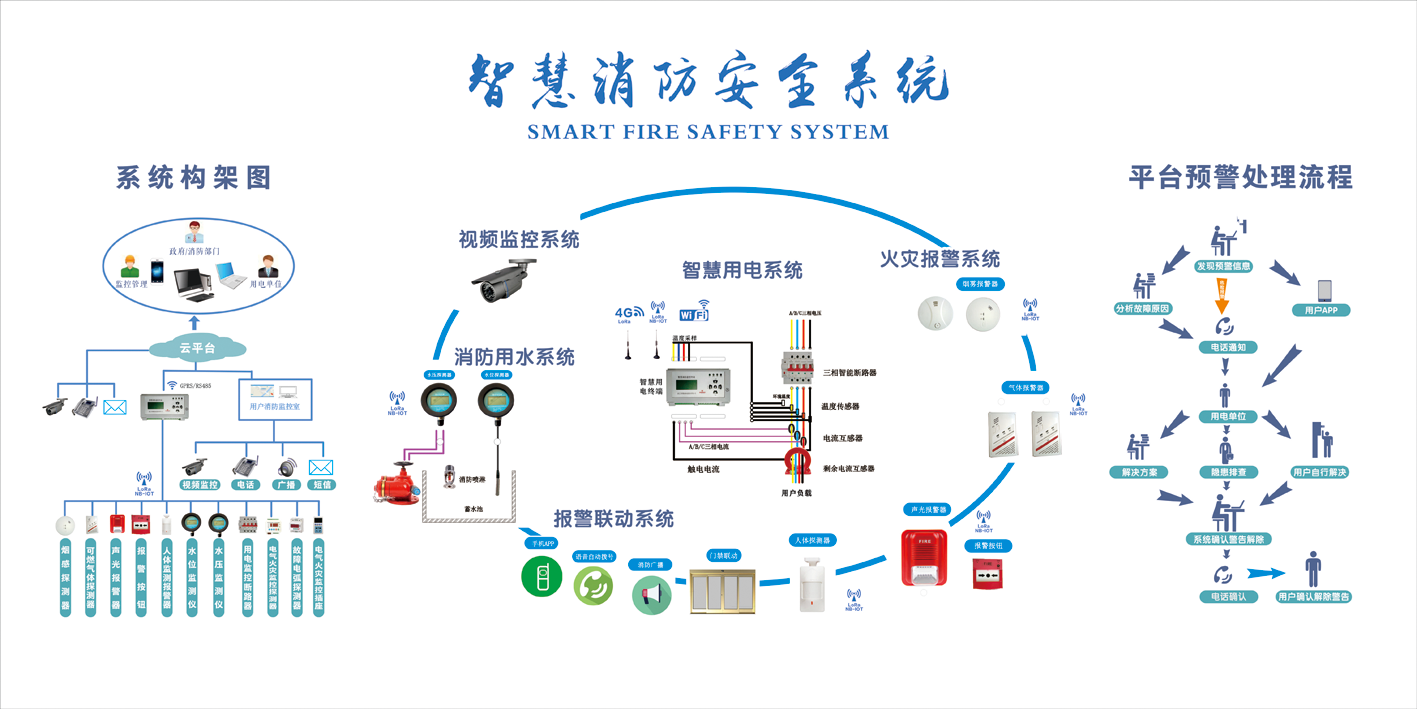 智慧消防安全系统
SMART FIRE SAFETY SYSTEM
系统构架图
政府/消防部门
监控管理
用电单位
云平台
GPRS/RS485
用户消防监控室
视频监控
电话
广播
短信
LoRa
NB-IOT
烟感探测器
可燃气体探测器
声光报警器
报警按钮
人体监测报警器
水位监测仪
水压监测仪
用电监控断路器
电气火灾监控探测器
故障电弧探测器
电气火灾监控插座
视频监控系统
消防用水系统
水压探测器
水位探测器
LoRa
NB-IOT
消防喷淋
蓄水池
智慧用电系统
4G
LoRa
LoRa
NB-IOT
Wi Fi
A/B/C三相电压
温度采样
智慧用
电终端
三相智能断路器
环境温度
温度传感器
电流互感器
A/B/C三相电流
触电电流
剩余电流互感器
用户负载
火灾报警系统
烟雾报警器
LoRa
NB-IOT
气体报警器
LoRa
NB-IOT
声光报警器
FIRE
LoRa
NB-IOT
报警按钮
报警联动系统
手机APP
语音自动拨号
消防广播
门禁联动
人体探测器
LoRa
NB-IOT
平台预警处理流程
发现预警信息
分析故障原因
用户APP
电话通知
用电单位
解决方案
隐患排查
用户自行解决
系统确认警告解除
电话确认
用户确认解除警告